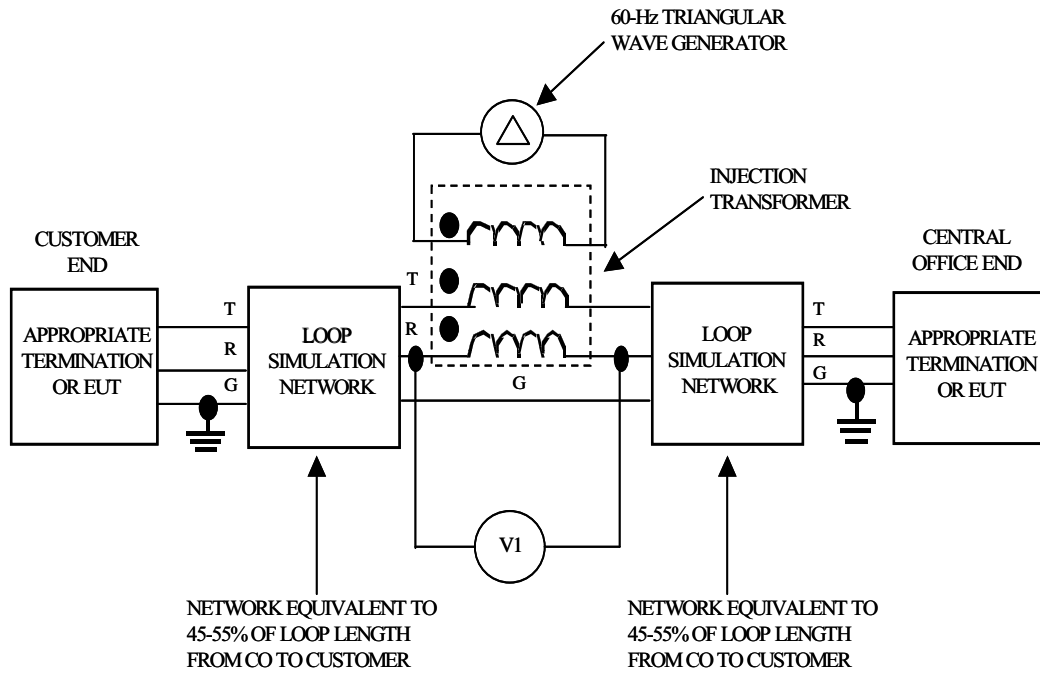 60-Hz TRIANGULAR
WAVE GENERATOR
INJECTION
TRANSFORMER
CUSTOMER
END
CENTRAL
OFFICE END
T
R
G
T
R
G
T
R
G
APPROPRIATE
TERMINATION
OR EUT
LOOP
SIMULATION
NETWORK
LOOP
SIMULATION
NETWORK
APPROPRIATE
TERMINATION
OR EUT
V1
NETWORK EQUIVALENT TO
45-55% OF LOOP LENGTH
FROM CO TO CUSTOMER
NETWORK EQUIVALENT TO
45-55% OF LOOP LENGTH
FROM CO TO CUSTOMER